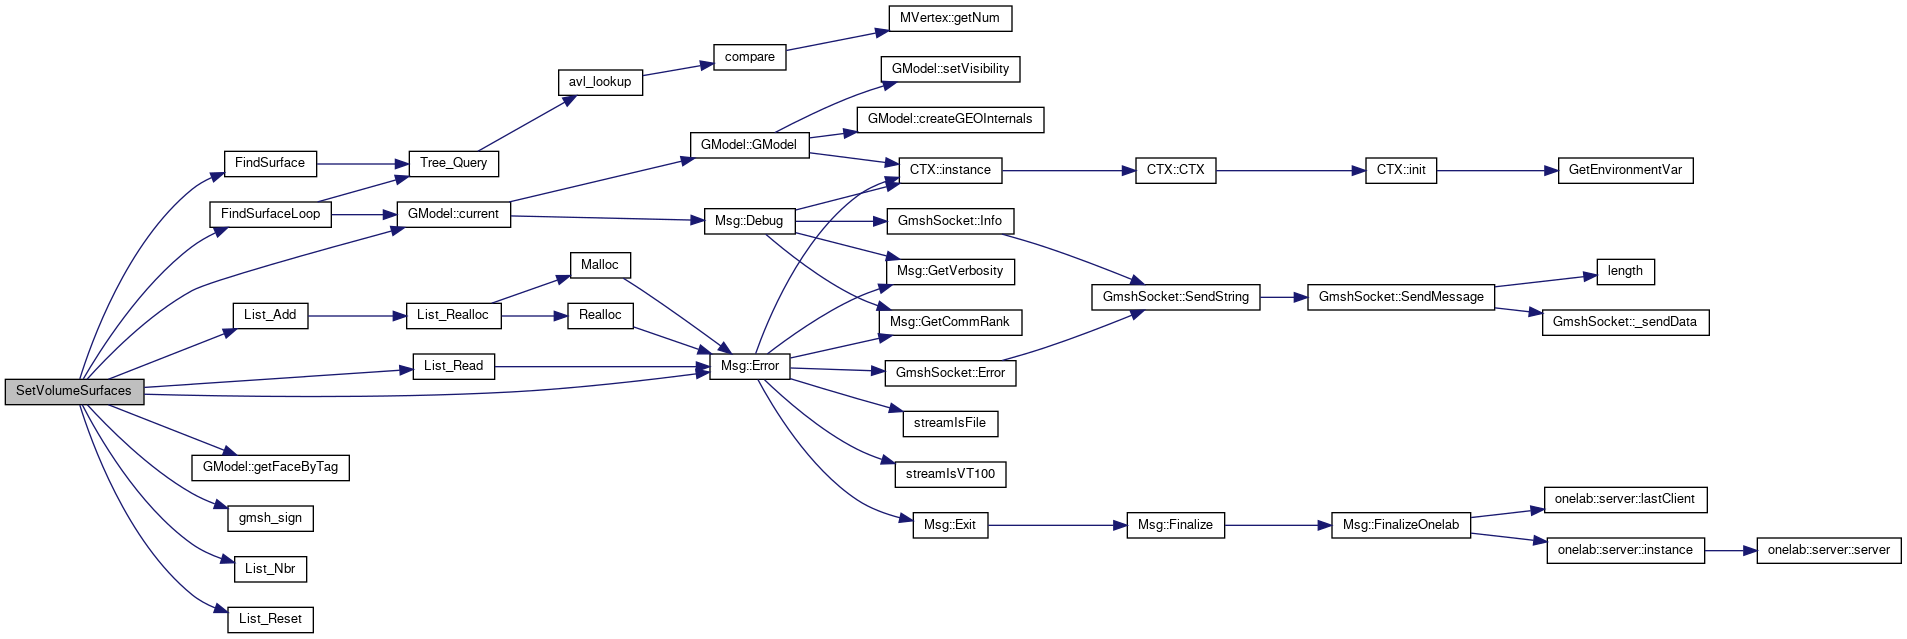 MVertex::getNum
compare
GModel::setVisibility
avl_lookup
GModel::createGEOInternals
GModel::GModel
FindSurface
Tree_Query
CTX::instance
CTX::CTX
CTX::init
GetEnvironmentVar
FindSurfaceLoop
GModel::current
Msg::Debug
GmshSocket::Info
Malloc
Msg::GetVerbosity
length
GmshSocket::SendString
GmshSocket::SendMessage
List_Add
List_Realloc
Realloc
Msg::GetCommRank
GmshSocket::_sendData
List_Read
Msg::Error
GmshSocket::Error
SetVolumeSurfaces
streamIsFile
GModel::getFaceByTag
streamIsVT100
onelab::server::lastClient
gmsh_sign
Msg::Exit
Msg::Finalize
Msg::FinalizeOnelab
onelab::server::instance
onelab::server::server
List_Nbr
List_Reset